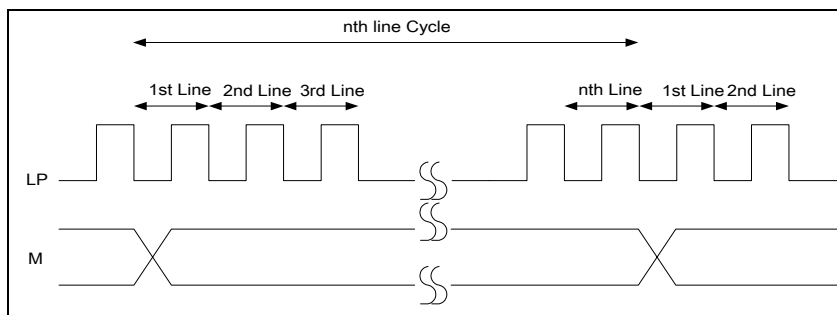 nth line Cycle
1st Line 2nd Line 3rd Line nth Line 1st Line 2nd Line
LP
M